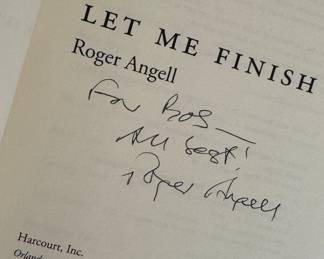 LET ME FINISH
Roger Angell
For Bob—
All best!
Roger Angell
Harcourt, Inc.